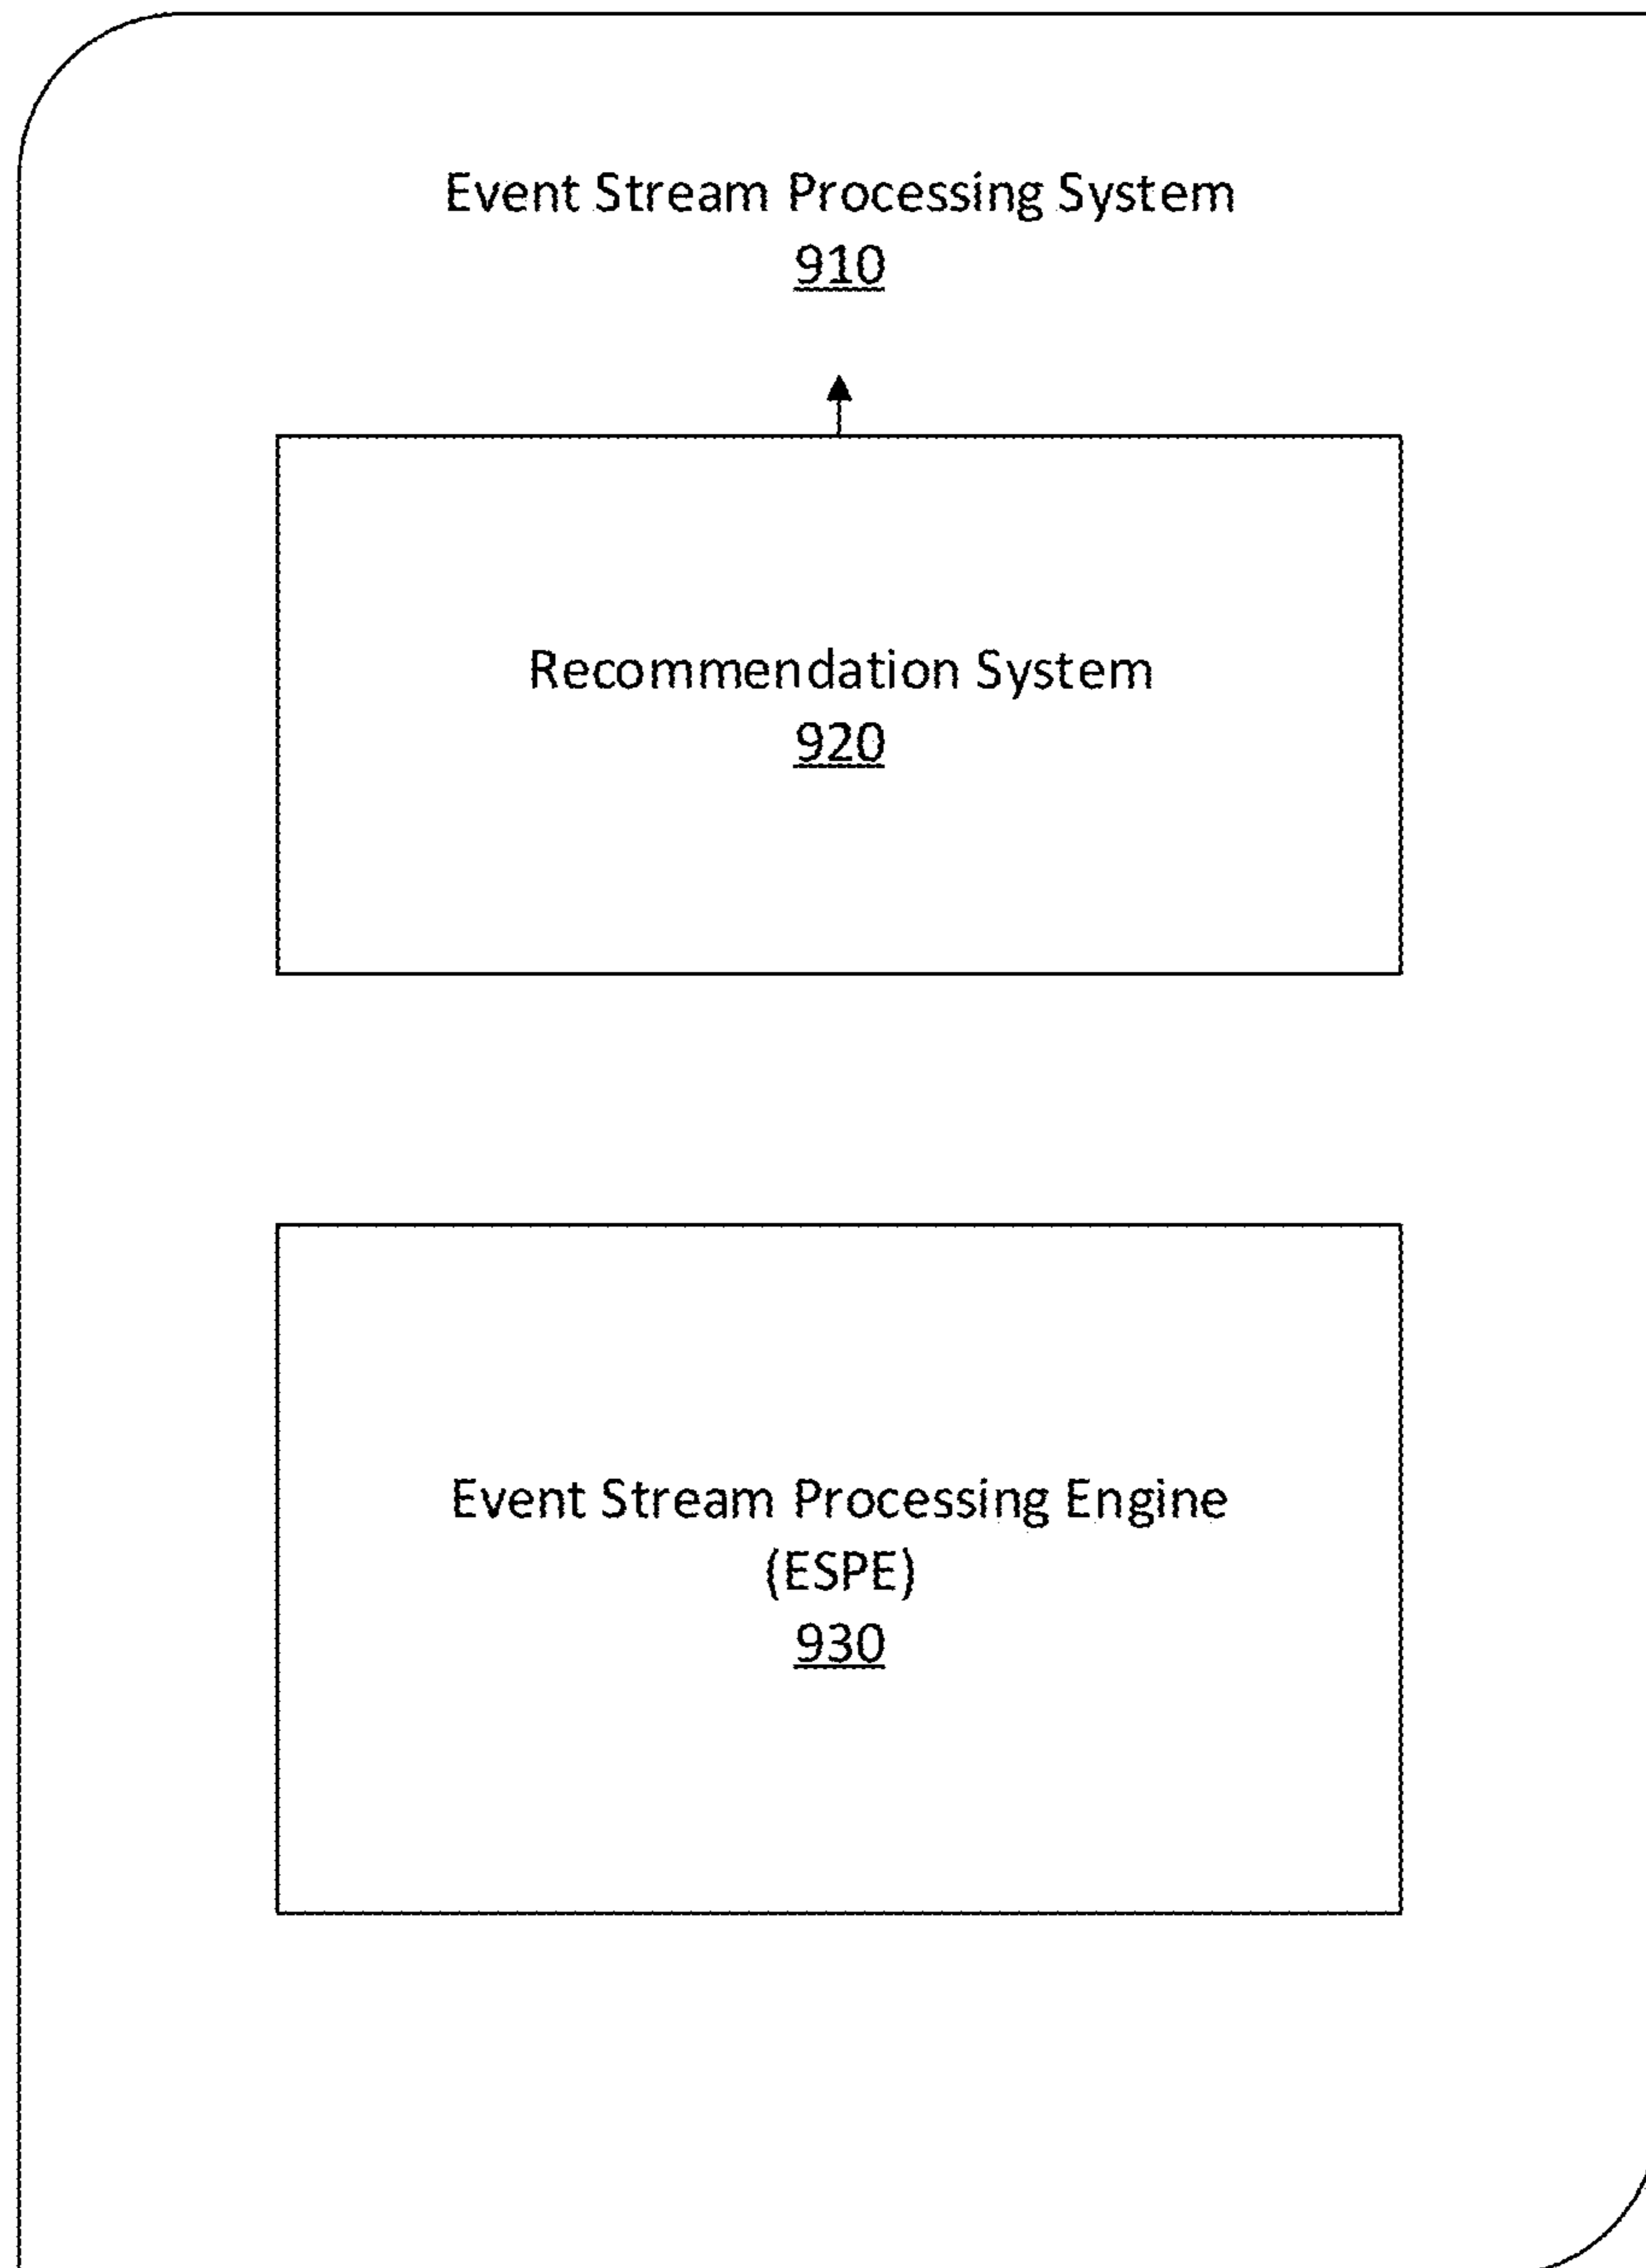 Event Stream Processing System
910
Recommendation System
920
Event Stream Processing Engine
(ESPE)
930